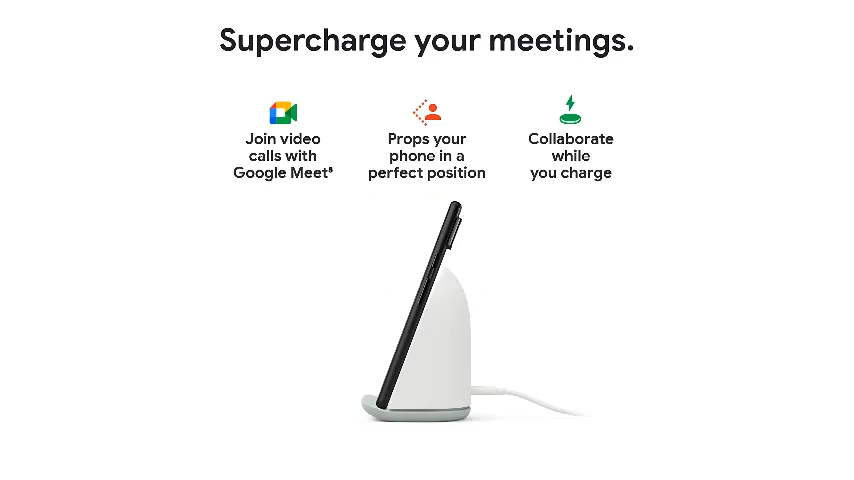 Supercharge your meetings.
Join video
calls with
Google Meet⁸
Props your
phone in a
perfect position
Collaborate
while
you charge